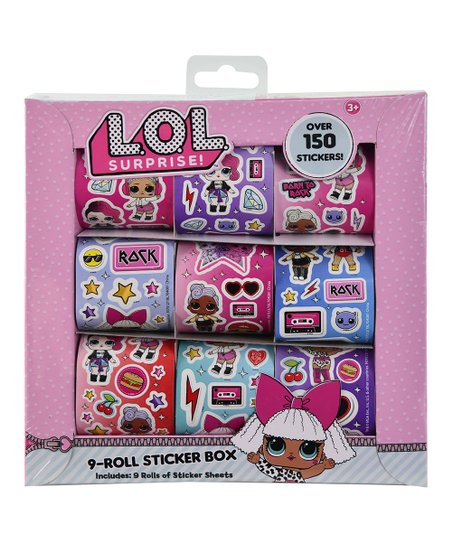 L.O.L.
SURPRISE!
3+
OVER
150
STICKERS!
BORN TO
ROCK
ROCK
ROCK
9-ROLL STICKER BOX
Includes: 9 Rolls of Sticker Sheets